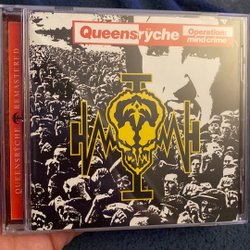 Queensrÿche
Operation:
mindcrime
QUEENSRŸCHE REMASTERED